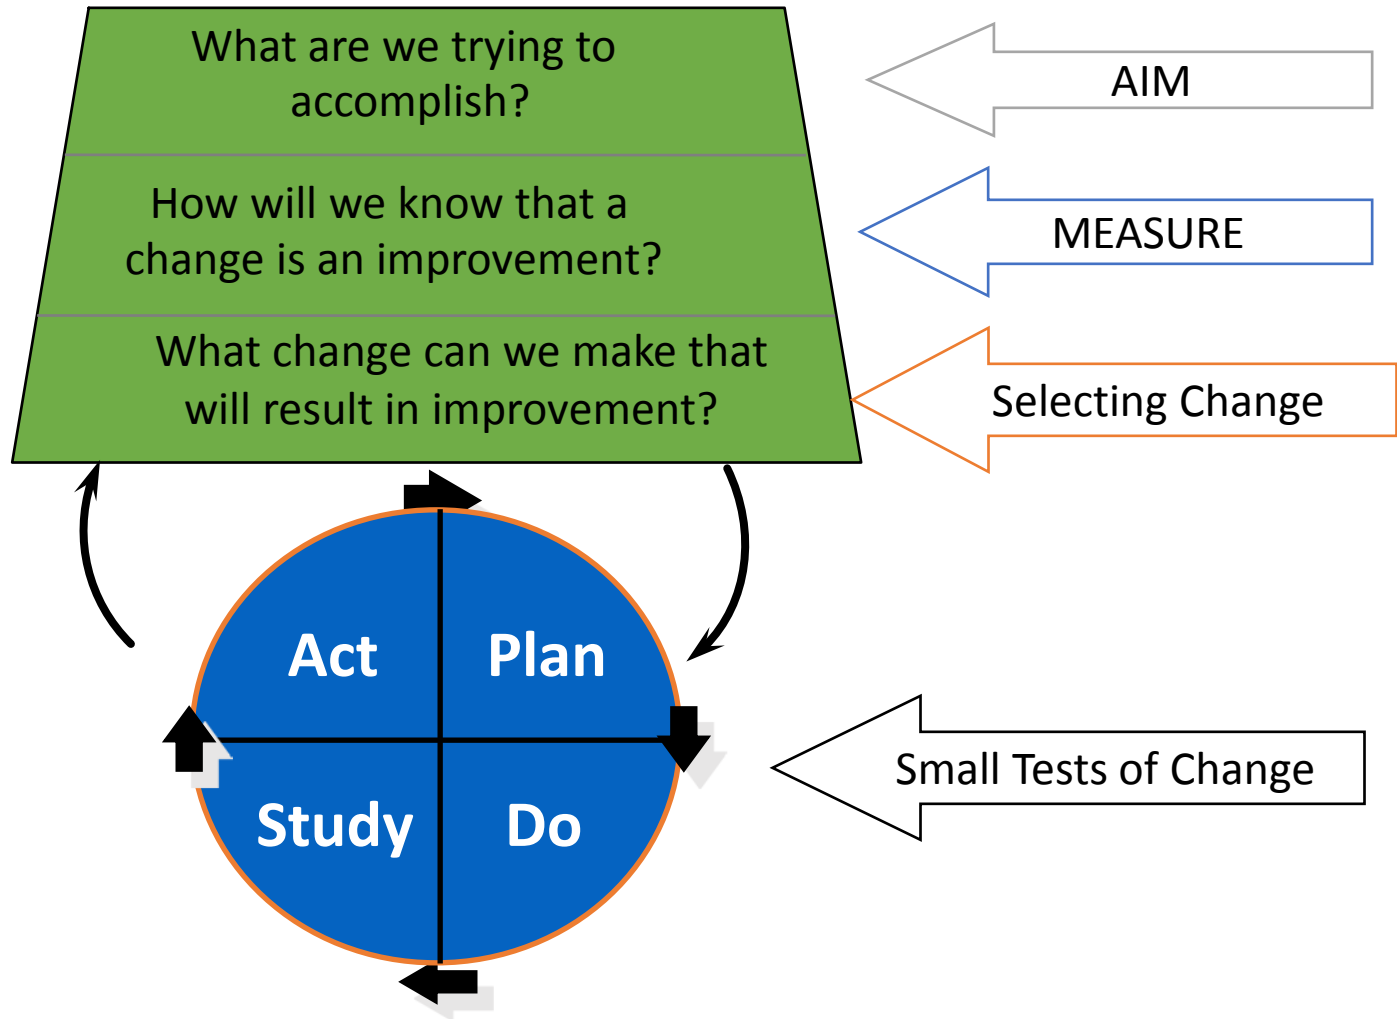 What are we trying to
accomplish?
AIM
How will we know that a
change is an improvement?
MEASURE
What change can we make that
will result in improvement?
Selecting Change
Act
Plan
Study
Do
Small Tests of Change